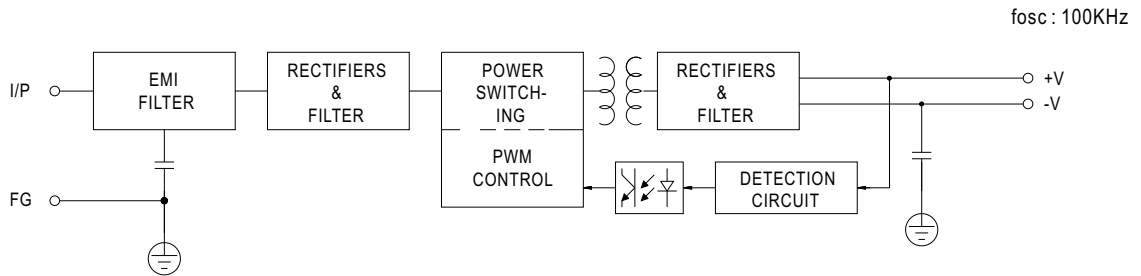 fosc : 100KHz
I/P
EMI
FILTER
RECTIFIERS
&
FILTER
POWER
SWITCH-
ING
RECTIFIERS
&
FILTER
+V
-V
PWM
CONTROL
DETECTION
CIRCUIT
FG